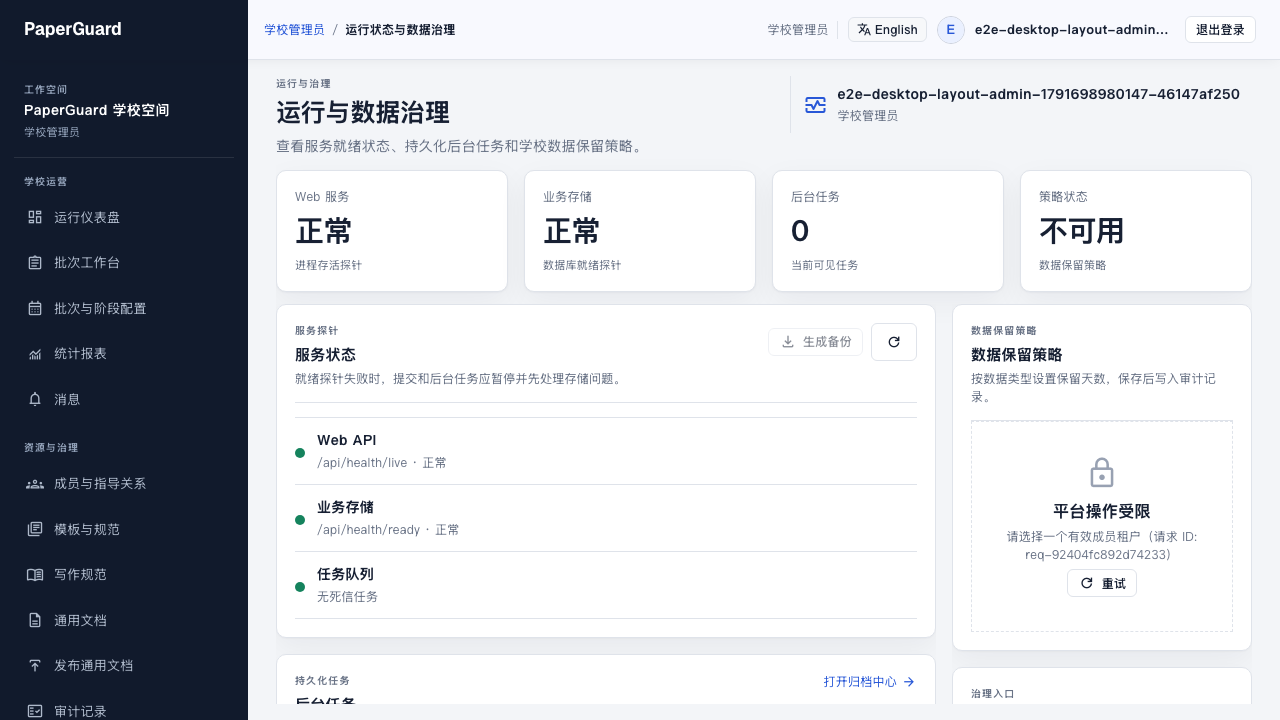 PaperGuard
工作空间
PaperGuard 学校空间
学校管理员
学校运营
运行仪表盘
批次工作台
批次与阶段配置
统计报表
消息
资源与治理
成员与指导关系
模板与规范
写作规范
通用文档
发布通用文档
审计记录
学校管理员 / 运行状态与数据治理
学校管理员
English
E
e2e-desktop-layout-admin...
退出登录
运行与治理
运行与数据治理
查看服务就绪状态、持久化后台任务和学校数据保留策略。
e2e-desktop-layout-admin-1791698980147-46147af250
学校管理员
Web 服务
正常
进程存活探针
业务存储
正常
数据库就绪探针
后台任务
0
当前可见任务
策略状态
不可用
数据保留策略
服务探针
服务状态
就绪探针失败时，提交和后台任务应暂停并先处理存储问题。
生成备份
Web API
/api/health/live · 正常
业务存储
/api/health/ready · 正常
任务队列
无死信任务
持久化任务
后台任务
打开归档中心
数据保留策略
数据保留策略
按数据类型设置保留天数，保存后写入审计记
录。
平台操作受限
请选择一个有效成员租户（请求 ID:
req-92404fc892d74233）
重试
治理入口